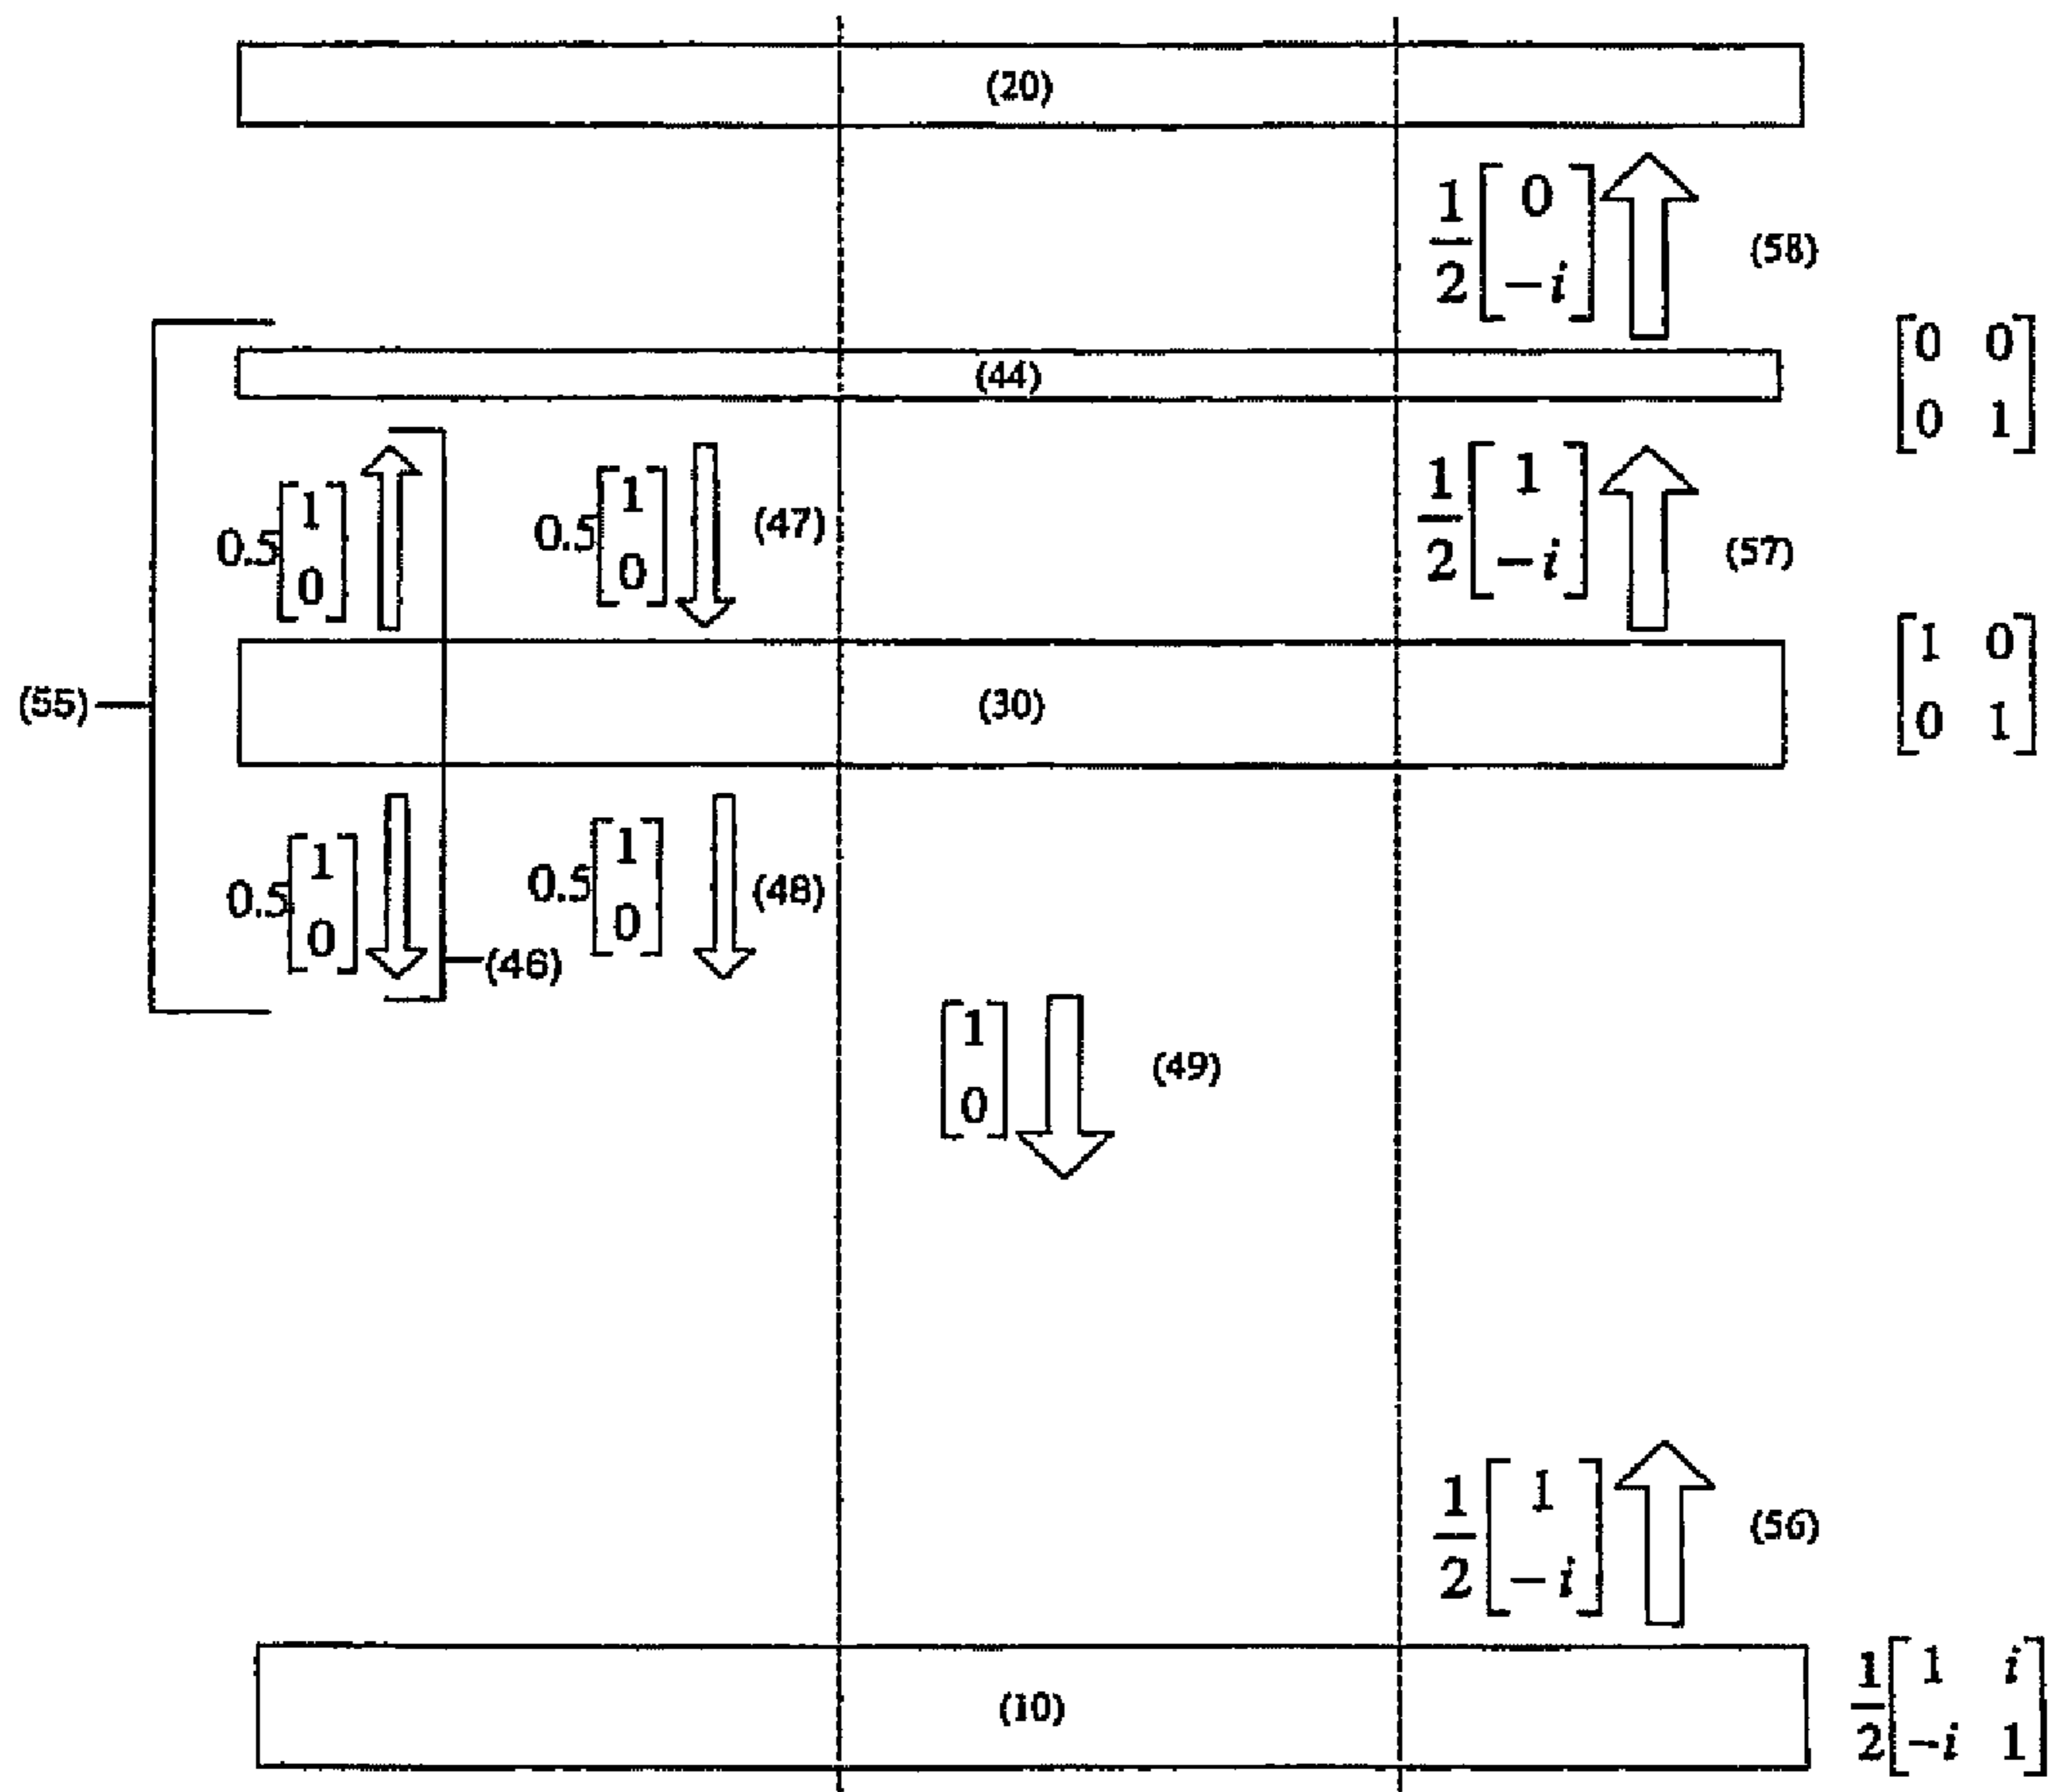 (20)
1/2 [0 -i] (58)
[0 0
0 1]
(44)
0.5 [1 0]
0.5 [1 0] (47)
1/2 [1 -i] (57)
[1 0
0 1]
(55)
(30)
0.5 [1 0]
(46)
0.5 [1 0] (48)
[1 0] (49)
1/2 [1 -i] (56)
(10)
1/2 [1 i
-i 1]